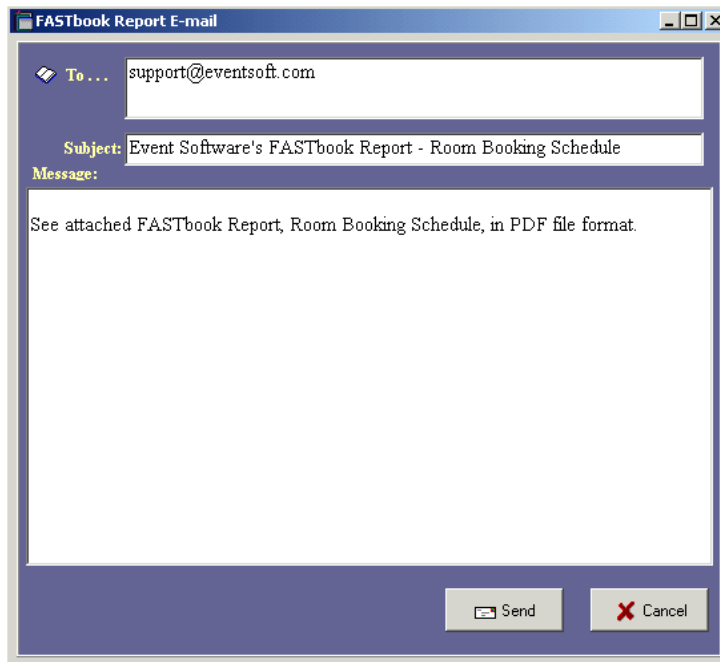 FASTbook Report E-mail
To...
support@eventsoft.com
Subject: Event Software's FASTbook Report - Room Booking Schedule
Message:
See attached FASTbook Report, Room Booking Schedule, in PDF file format.
Send
Cancel